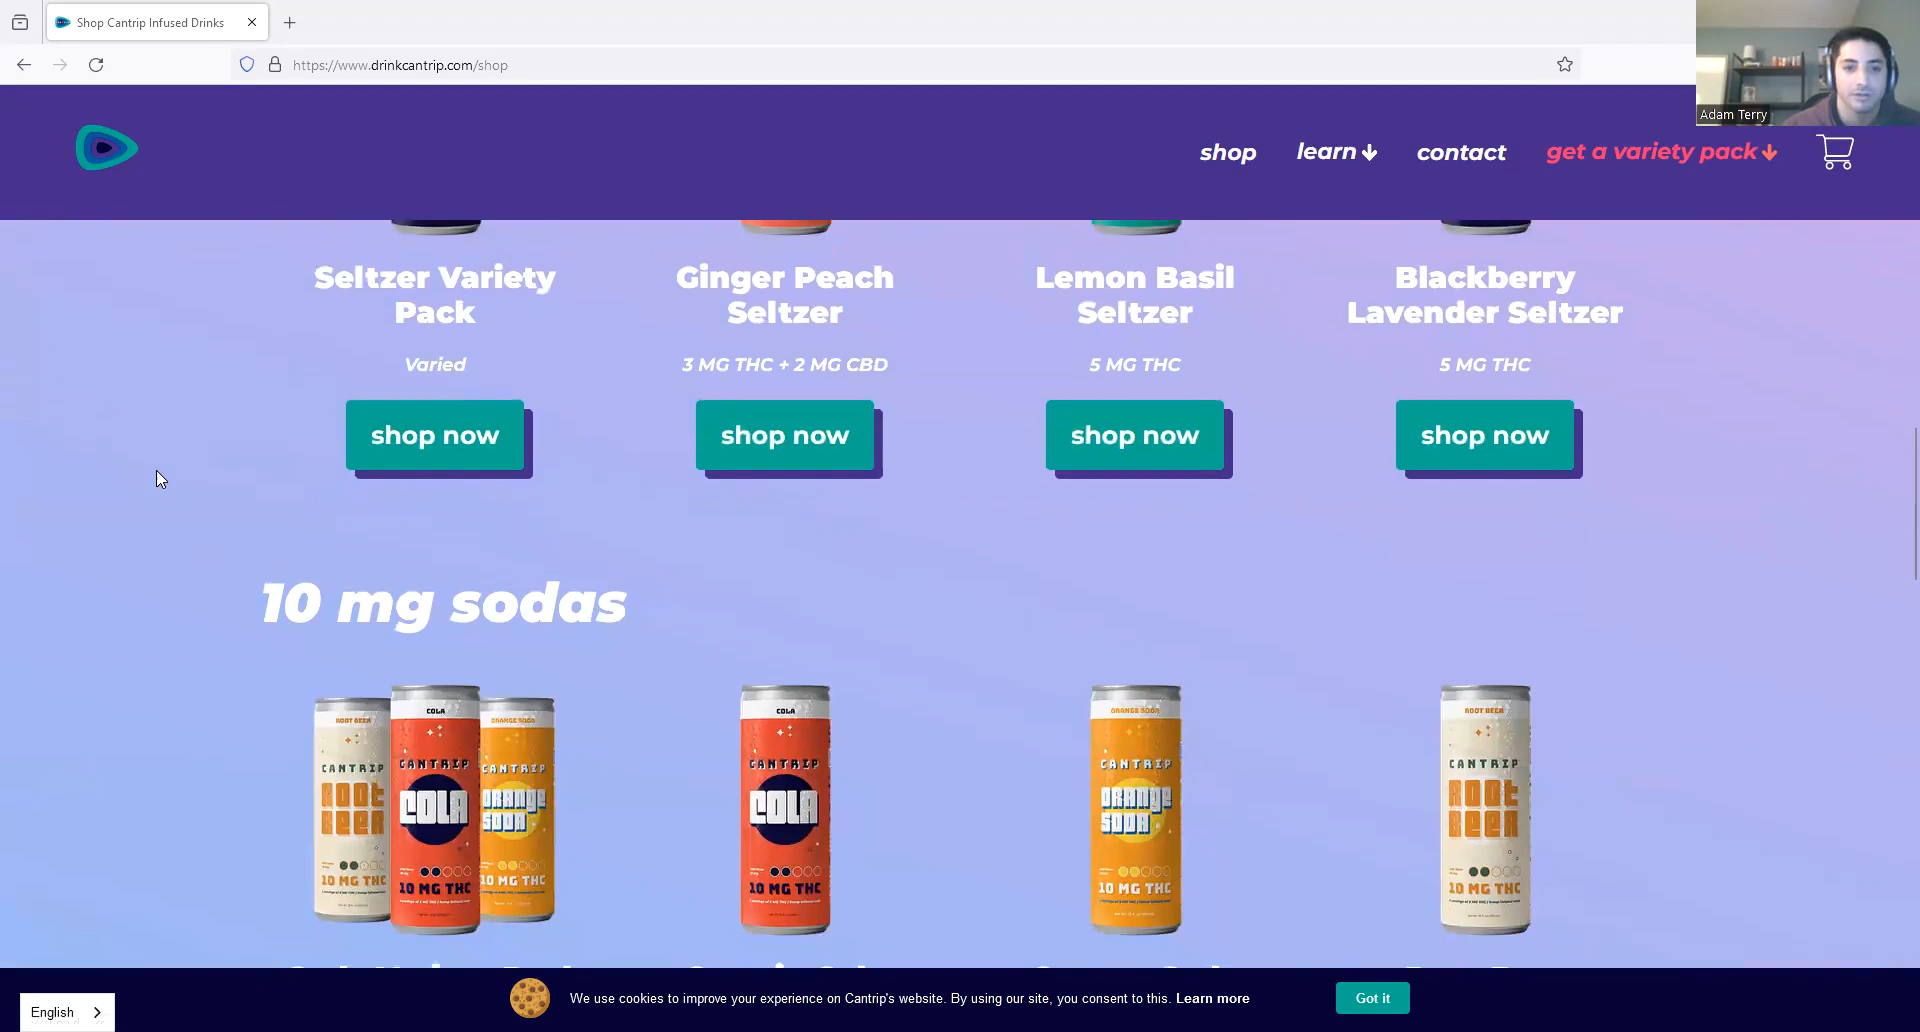 Shop Cantrip Infused Drinks
https://www.drinkcantrip.com/shop
Adam Terry
shop
learn
contact
get a variety pack
Seltzer Variety
Pack
Ginger Peach
Seltzer
Lemon Basil
Seltzer
Blackberry
Lavender Seltzer
Varied
3 MG THC + 2 MG CBD
5 MG THC
5 MG THC
shop now
shop now
shop now
shop now
10 mg sodas
ROOT BEER
COLA
ORANGE SODA
CANTRIP
CANTRIP
CANTRIP
ROOT
BEER
COLA
ORANGE
SODA
10 MG THC
10 MG THC
10 MG THC
COLA
CANTRIP
COLA
10 MG THC
ORANGE SODA
CANTRIP
ORANGE
SODA
10 MG THC
ROOT BEER
CANTRIP
ROOT
BEER
10 MG THC
We use cookies to improve your experience on Cantrip's website. By using our site, you consent to this. Learn more
Got it
English